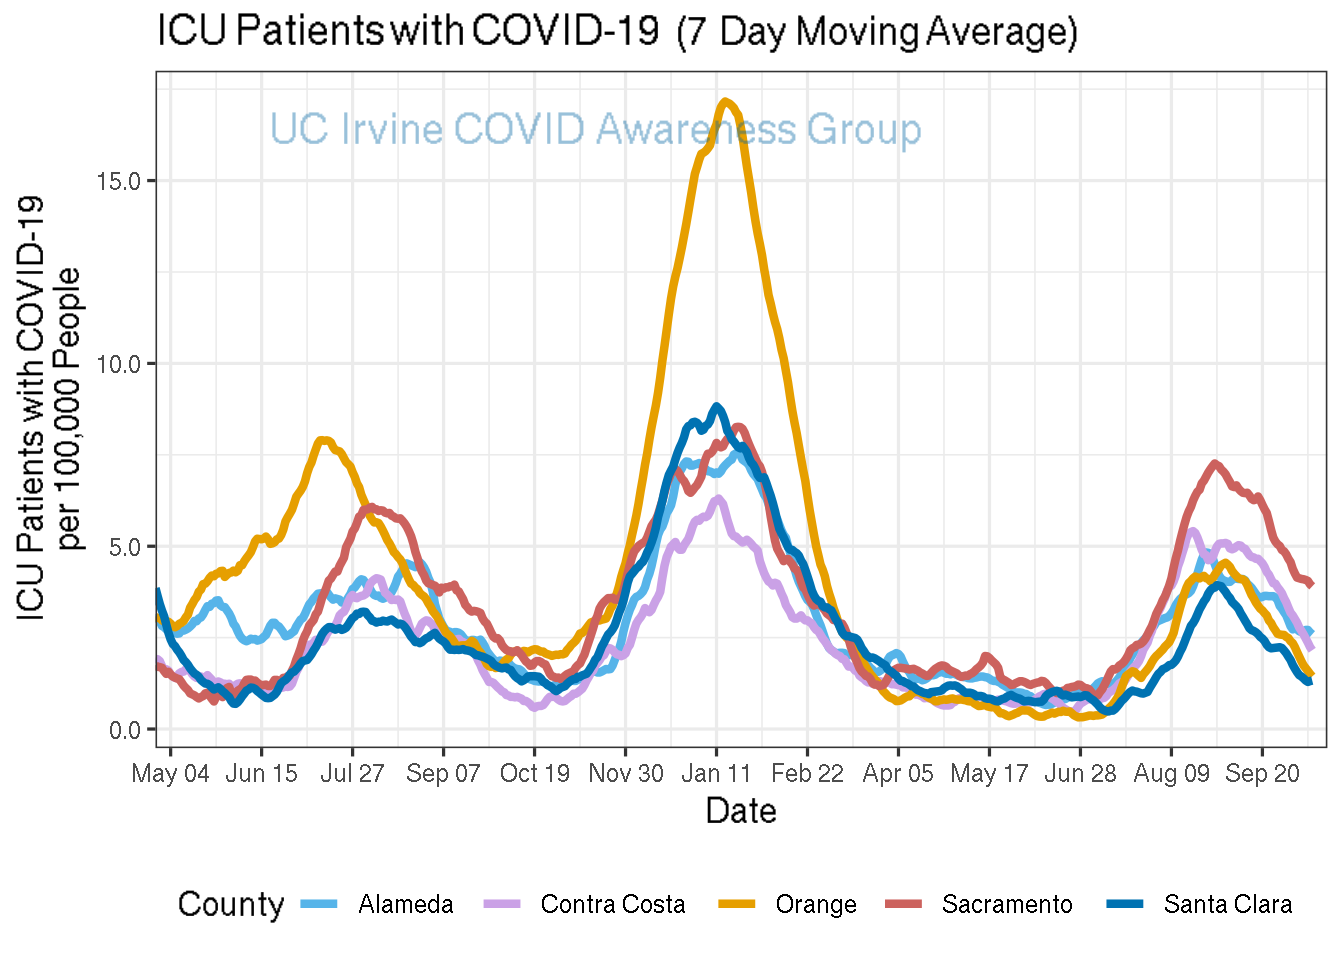 ICU Patients with COVID-19 (7 Day Moving Average)
UC Irvine COVID Awareness Group
ICU Patients with COVID-19
per 100,000 People
15.0
10.0
5.0
0.0
May 04 Jun 15 Jul 27 Sep 07 Oct 19 Nov 30 Jan 11 Feb 22 Apr 05 May 17 Jun 28 Aug 09 Sep 20
Date
County Alameda Contra Costa Orange Sacramento Santa Clara